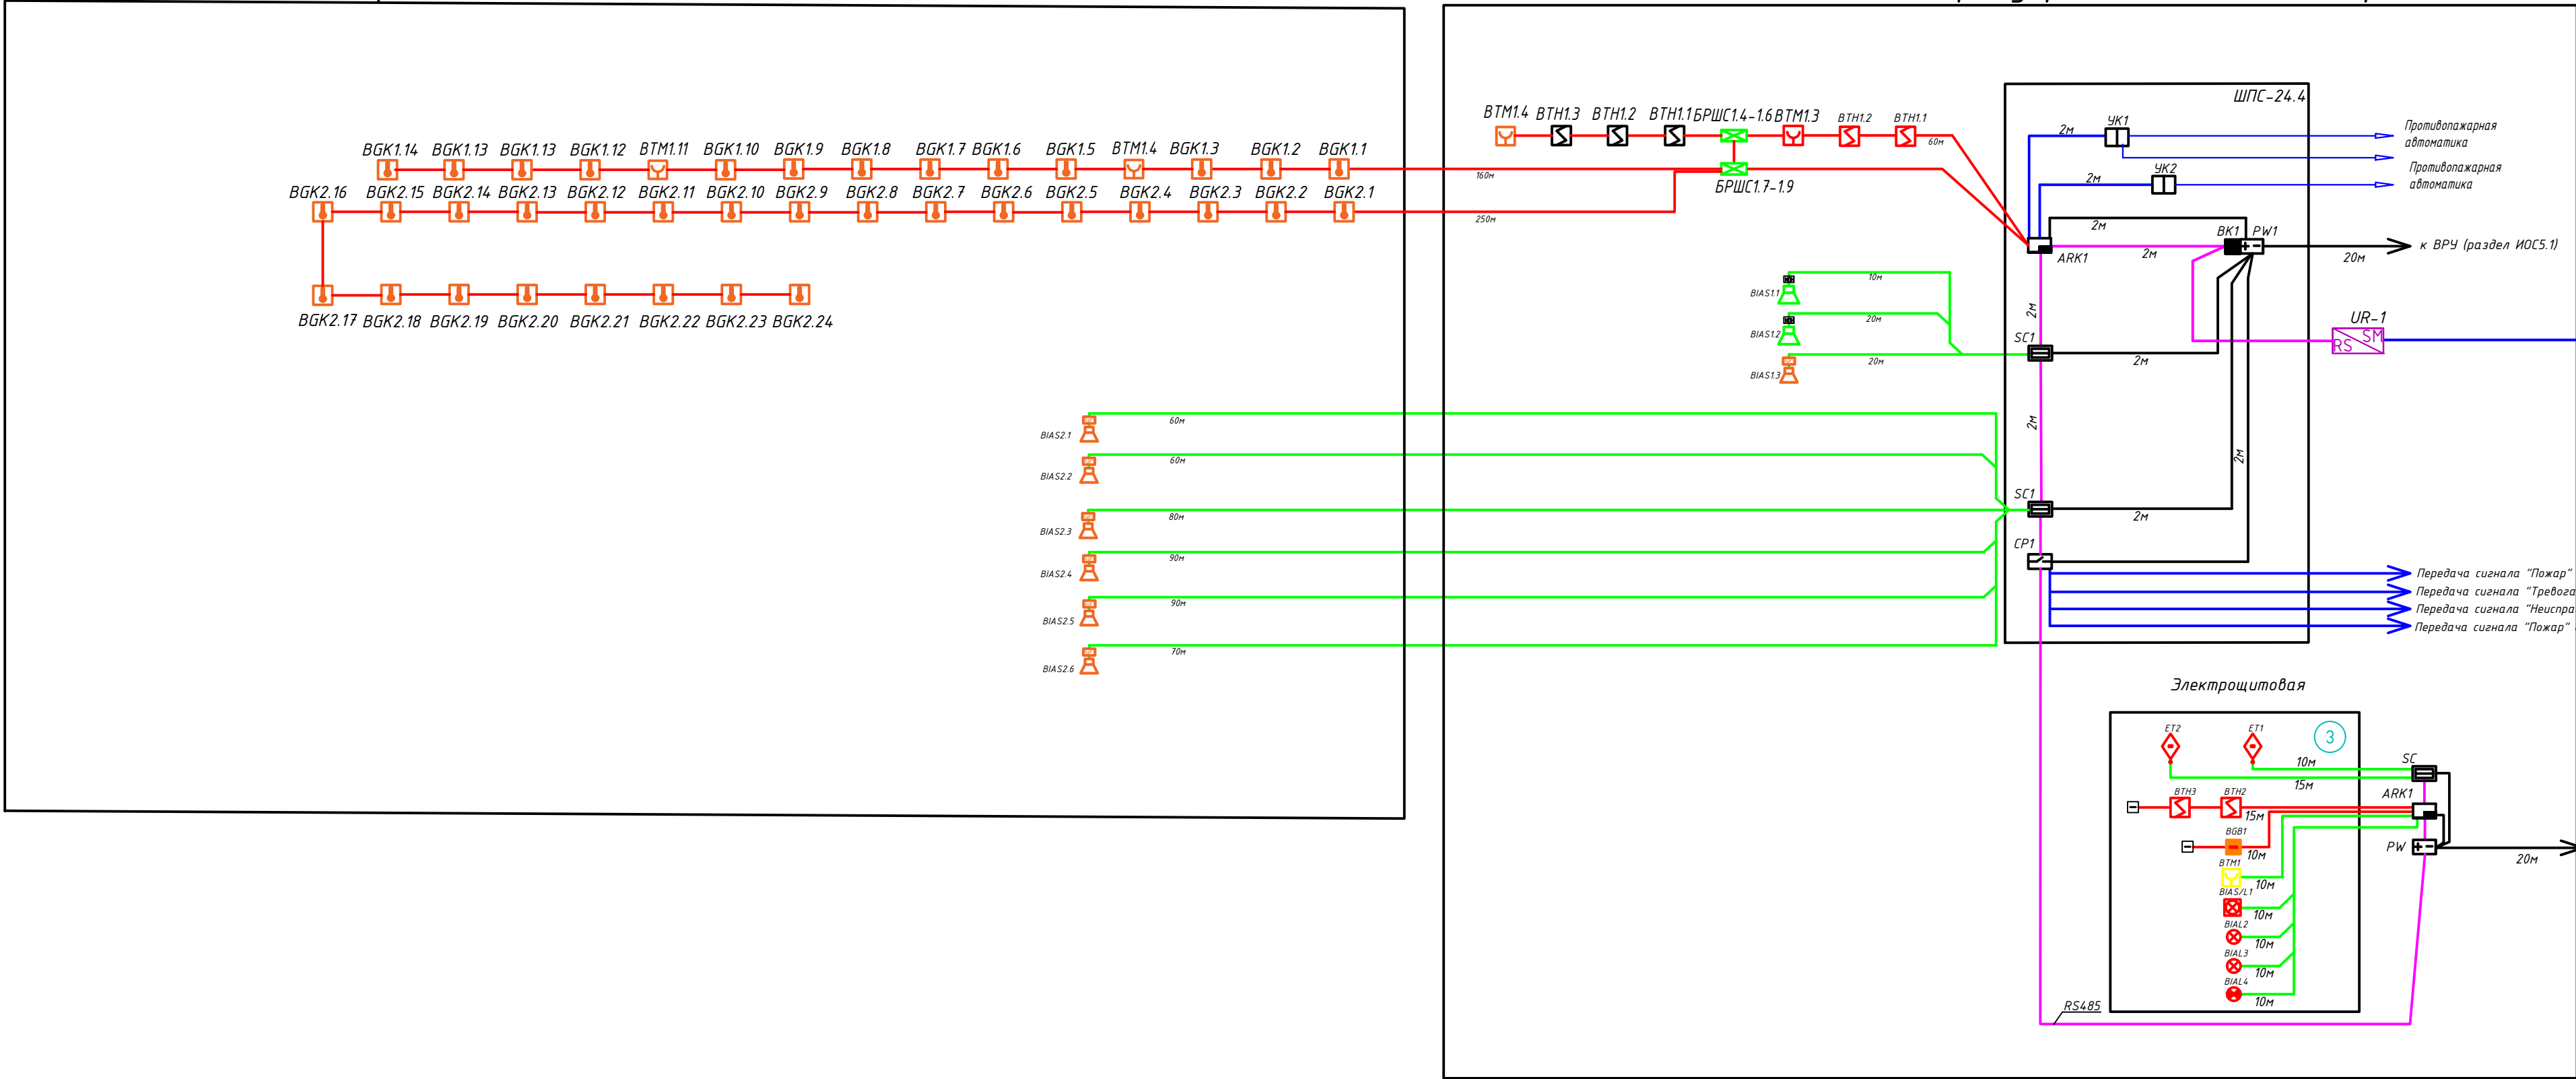 BGK1.14 BGK1.13 BGK1.13 BGK1.12 BTM1.11 BGK1.10 BGK1.9 BGK1.8 BGK1.7 BGK1.6 BGK1.5 BTM1.4 BGK1.3 BGK1.2 BGK1.1
160м
BGK2.16 BGK2.15 BGK2.14 BGK2.13 BGK2.12 BGK2.11 BGK2.10 BGK2.9 BGK2.8 BGK2.7 BGK2.6 BGK2.5 BGK2.4 BGK2.3 BGK2.2 BGK2.1
250м
BGK2.17 BGK2.18 BGK2.19 BGK2.20 BGK2.21 BGK2.22 BGK2.23 BGK2.24
BIAS2.1 60м
BIAS2.2 60м
BIAS2.3 80м
BIAS2.4 90м
BIAS2.5 90м
BIAS2.6 70м
BTM1.4 BTH1.3 BTH1.2 BTH1.1 БРШС1.4-1.6 BTM1.3 BTH1.2 BTH1.1
60м
БРШС1.7-1.9
BIAS1.1 10м
BIAS1.2 20м
BIAS1.3 20м
ШПС-24.4
2м УК1
Противопажарная
автоматика
2м УК2
Противопажарная
автоматика
2м
BK1 PW1
ARK1 2м
20м
к ВРУ (раздел ИОС5.1)
2м
SC1
2м
UR-1
RS SM
2м
2м
SC1
2м
CP1
Передача сигнала "Пожар"
Передача сигнала "Тревога
Передача сигнала "Неиспра
Передача сигнала "Пожар"
Электрощитовая
ET2 ET1 3
10м
15м
SC
BTH3 BTH2
15м
ARK1
BGB1
10м
PW
20м
BTM1
10м
BIAS/L1
10м
BIAL2
10м
BIAL3
10м
BIAL4
10м
RS485